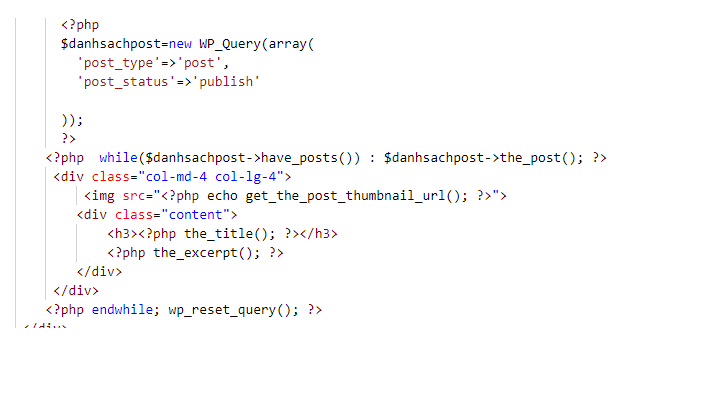 <?php
$danhsachpost=new WP_Query(array(
'post_type'=>'post',
'post_status'=>'publish'
));
?>
<?php  while($danhsachpost->have_posts()) : $danhsachpost->the_post(); ?>
<div class="col-md-4 col-lg-4">
<img src="<?php echo get_the_post_thumbnail_url(); ?>">
<div class="content">
<h3><?php the_title(); ?></h3>
<?php the_excerpt(); ?>
</div>
</div>
<?php endwhile; wp_reset_query(); ?>
</div>